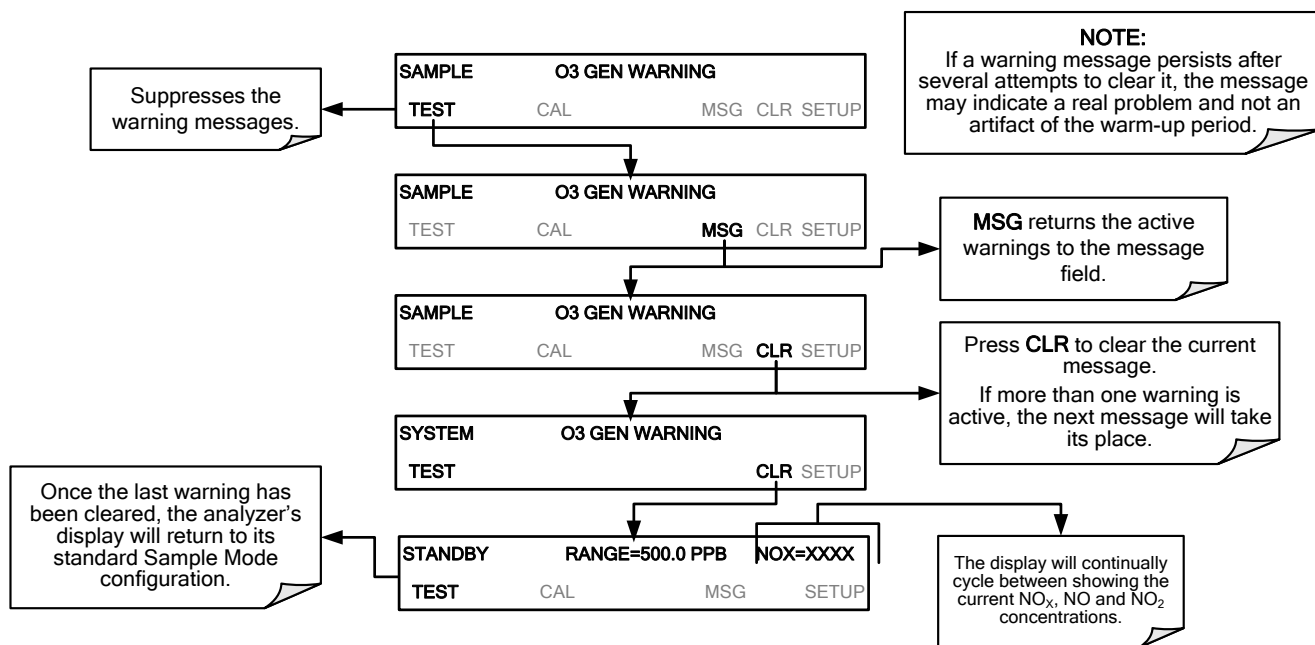 SAMPLE O3 GEN WARNING
TEST CAL MSG CLR SETUP
Suppresses the
warning messages.
NOTE:
If a warning message persists after
several attempts to clear it, the message
may indicate a real problem and not an
artifact of the warm-up period.
SAMPLE O3 GEN WARNING
TEST CAL MSG CLR SETUP
MSG returns the active
warnings to the message
field.
SAMPLE O3 GEN WARNING
TEST CAL MSG CLR SETUP
Press CLR to clear the current
message.
If more than one warning is
active, the next message will take
its place.
SYSTEM O3 GEN WARNING
TEST CLR SETUP
Once the last warning has
been cleared, the analyzer's
display will return to its
standard Sample Mode
configuration.
STANDBY RANGE=500.0 PPB NOX=XXXX
TEST CAL MSG SETUP
The display will continually
cycle between showing the
current NOX, NO and NO2
concentrations.